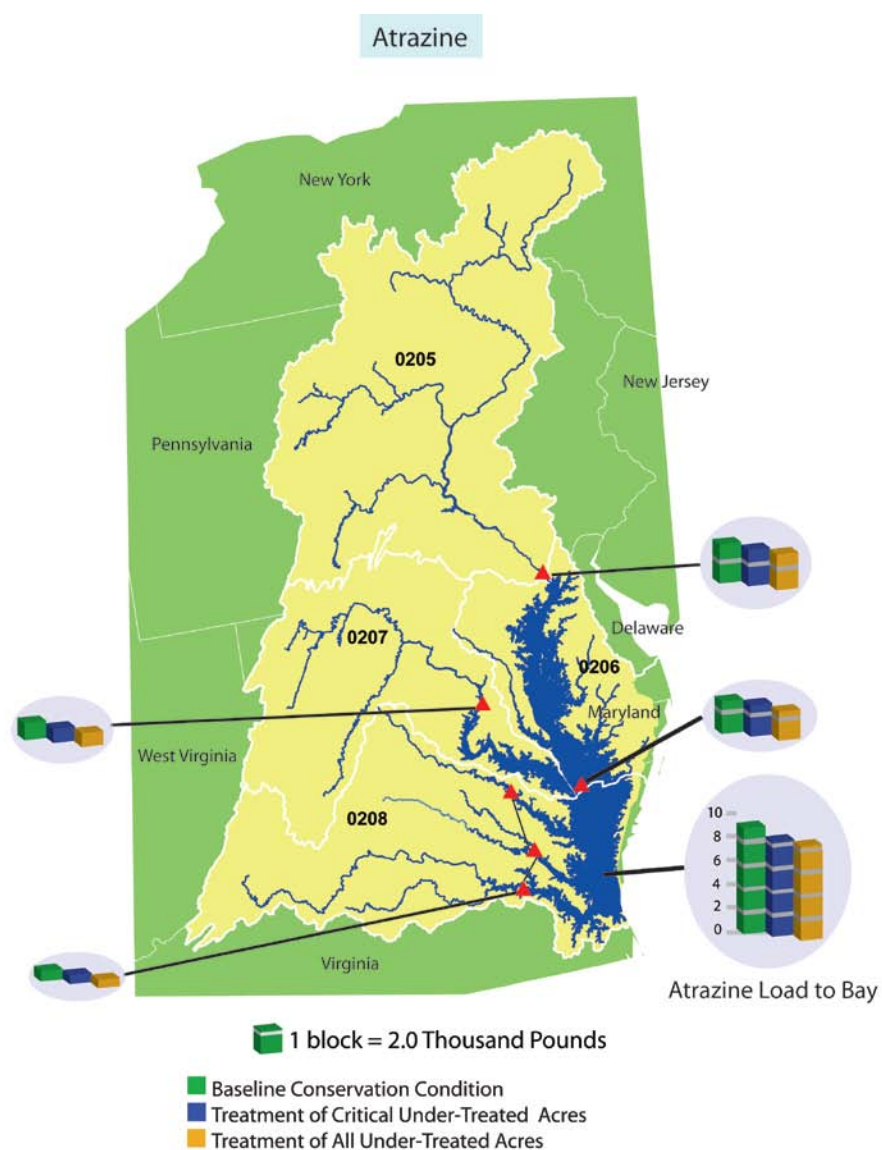 Atrazine
New York
0205
New Jersey
Pennsylvania
Delaware
0207
0206
Maryland
West Virginia
0208
10
8
6
4
2
0
Virginia
Atrazine Load to Bay
1 block = 2.0 Thousand Pounds
Baseline Conservation Condition
Treatment of Critical Under-Treated Acres
Treatment of All Under-Treated Acres